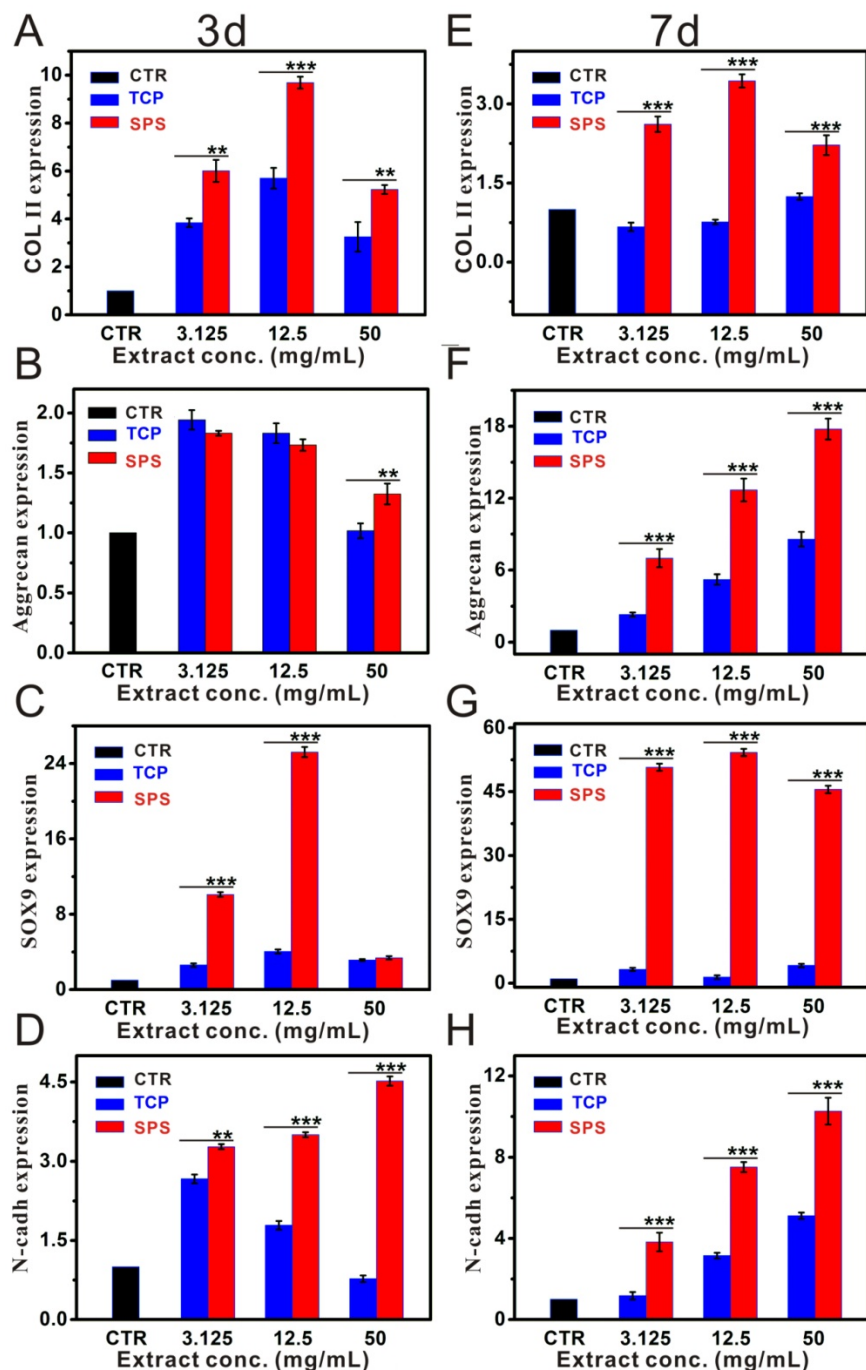 3d
7d
A
COL II expression
10
8
6
4
2
0
CTR
TCP
SPS
**
***
**
CTR
3.125
12.5
50
Extract conc. (mg/mL)
E
COL II expression
3.0
1.5
0.0
CTR
TCP
SPS
***
***
***
CTR
3.125
12.5
50
Extract conc. (mg/mL)
B
Aggrecan expression
2.0
1.5
1.0
0.5
0.0
CTR
TCP
SPS
**
CTR
3.125
12.5
50
Extract conc. (mg/mL)
F
Aggrecan expression
18
12
6
0
CTR
TCP
SPS
***
***
***
CTR
3.125
12.5
50
Extract conc. (mg/mL)
C
SOX9 expression
24
16
8
0
CTR
TCP
SPS
***
***
CTR
3.125
12.5
50
Extract conc. (mg/mL)
G
SOX9 expression
60
45
30
15
0
CTR
TCP
SPS
***
***
***
CTR
3.125
12.5
50
Extract conc. (mg/mL)
D
N-cadh expression
4.5
3.0
1.5
0.0
CTR
TCP
SPS
**
***
***
CTR
3.125
12.5
50
Extract conc. (mg/mL)
H
N-cadh expression
12
8
4
0
CTR
TCP
SPS
***
***
***
CTR
3.125
12.5
50
Extract conc. (mg/mL)